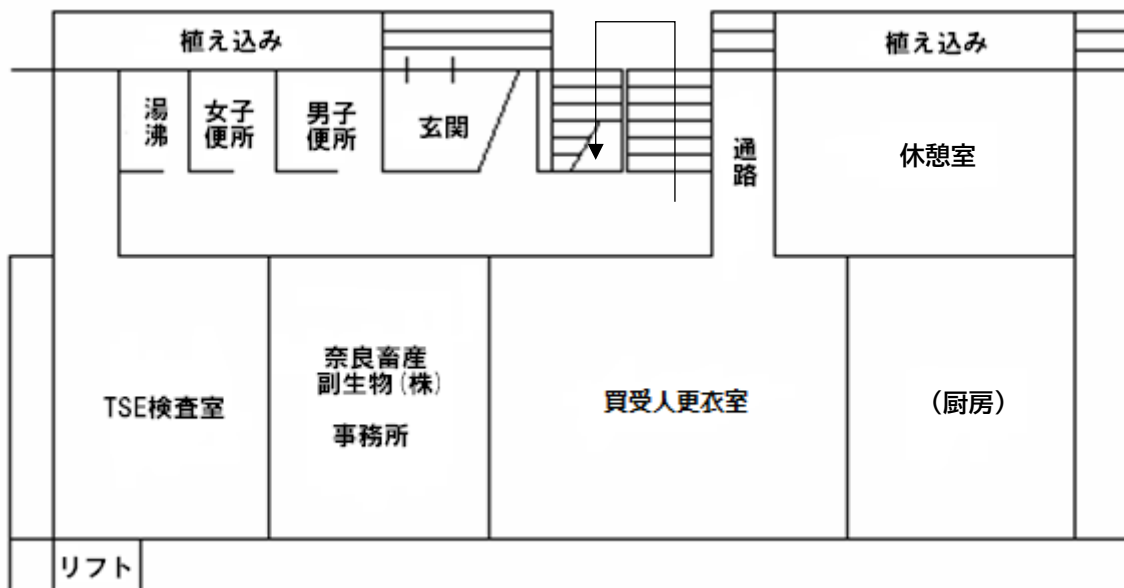 植え込み
植え込み
湯沸
女子
便所
男子
便所
玄関
通路
休憩室
TSE検査室
奈良畜産
副生物(株)
事務所
買受人更衣室
(厨房)
リフト